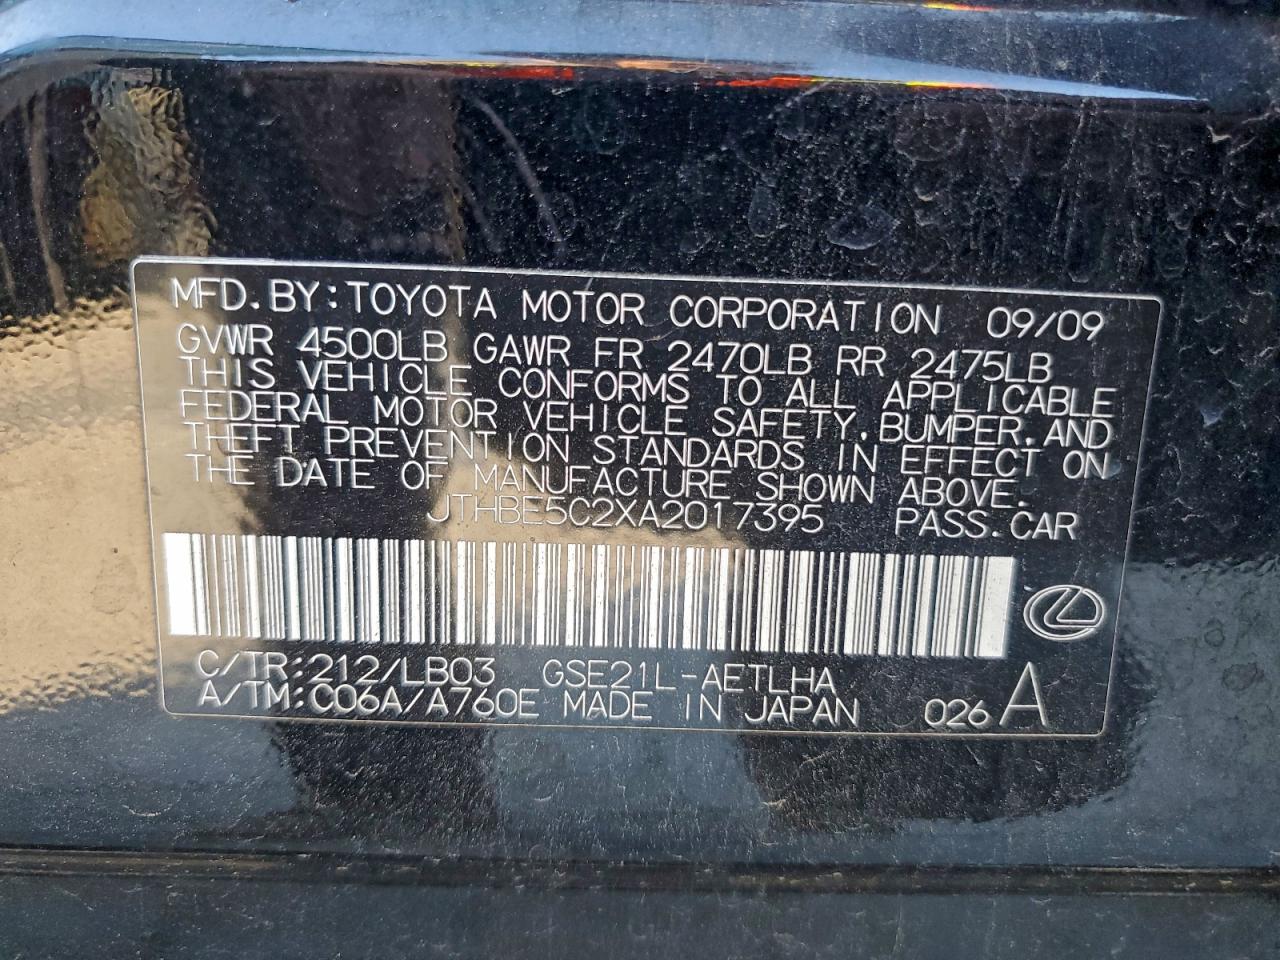 MFD.BY:TOYOTA MOTOR CORPORATION 09/09
GVWR 4500LB GAWR FR 2470LB RR 2475LB
THIS VEHICLE CONFORMS TO ALL APPLICABLE
FEDERAL MOTOR VEHICLE SAFETY,BUMPER,AND
THEFT PREVENTION STANDARDS IN EFFECT ON
THE DATE OF MANUFACTURE SHOWN ABOVE.
JTHBE5C2XA2017395 PASS.CAR
C/TR:212/LB03 GSE21L-AETLHA
A/TM:C06A/A760E MADE IN JAPAN 026 A